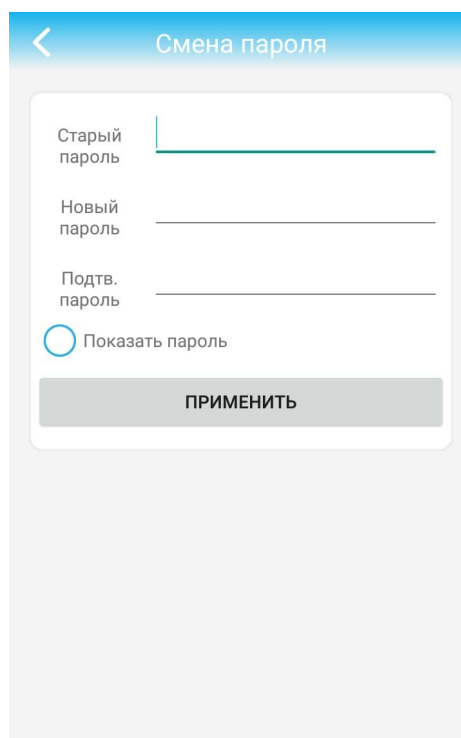 Смена пароля
Старый
пароль
Новый
пароль
Подтв.
пароль
Показать пароль
ПРИМЕНИТЬ